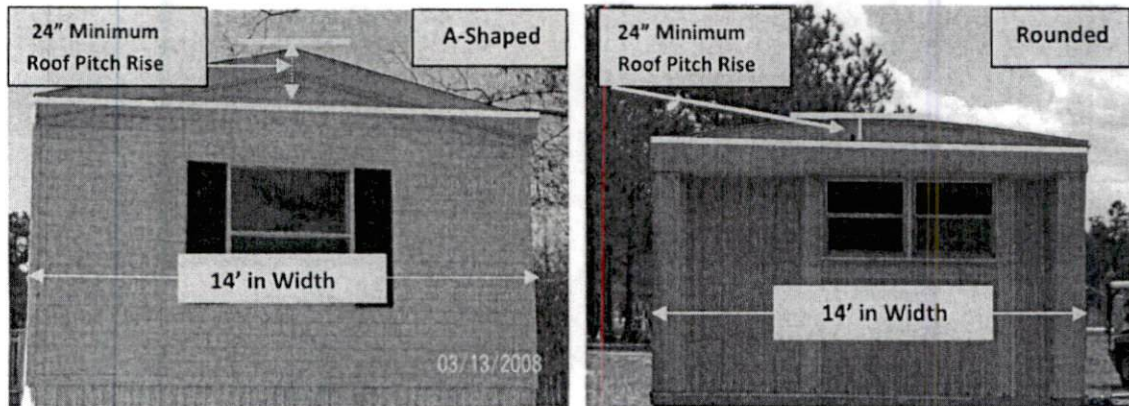 24” Minimum
Roof Pitch Rise
A-Shaped
14’ in Width
03/13/2008
24” Minimum
Roof Pitch Rise
Rounded
14’ in Width